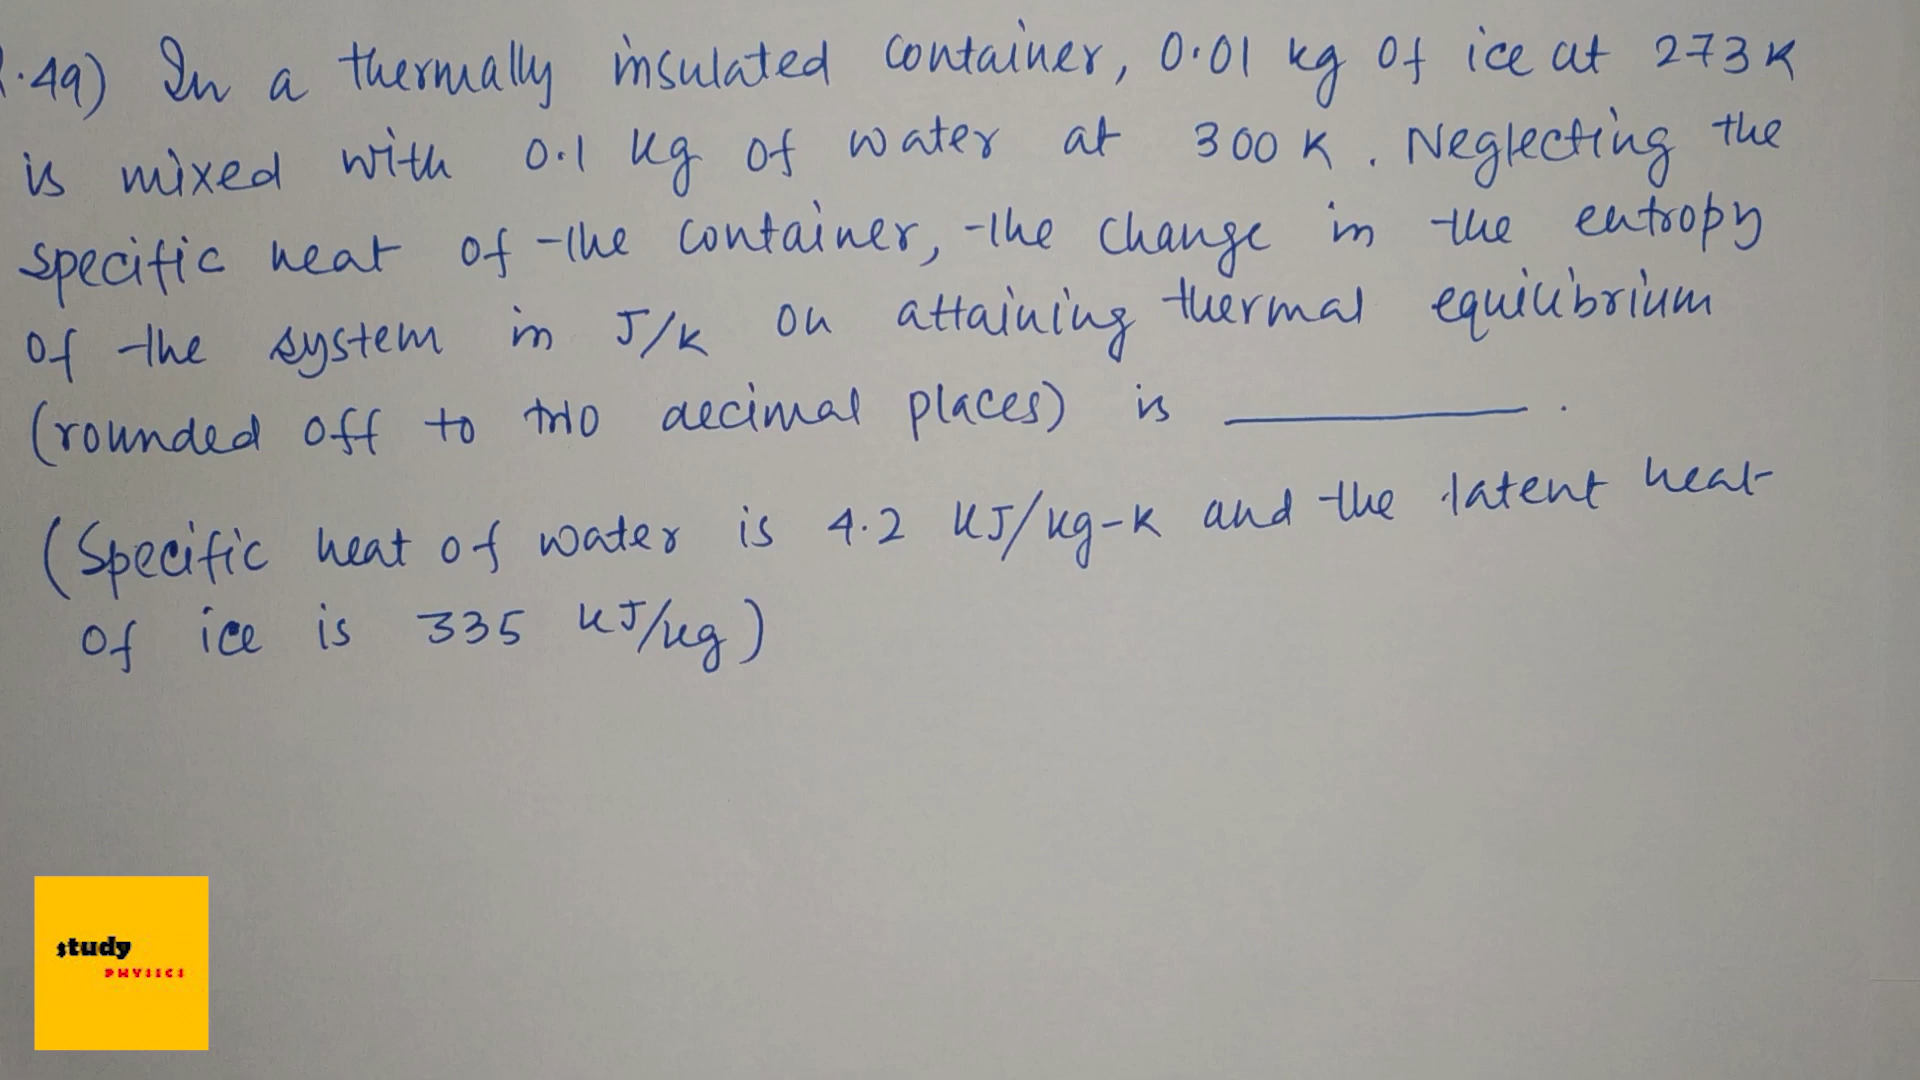 .49) In a thermally insulated container, 0.01 kg of ice at 273 K
is mixed with 0.1 kg of water at 300 K. Neglecting the
specific heat of the container, the change in the entropy
of the system in J/K on attaining thermal equilibrium
(rounded off to two decimal places) is ________.
(Specific heat of water is 4.2 kJ/kg-K and the latent heat
of ice is 335 kJ/kg)
study
PHYSICS